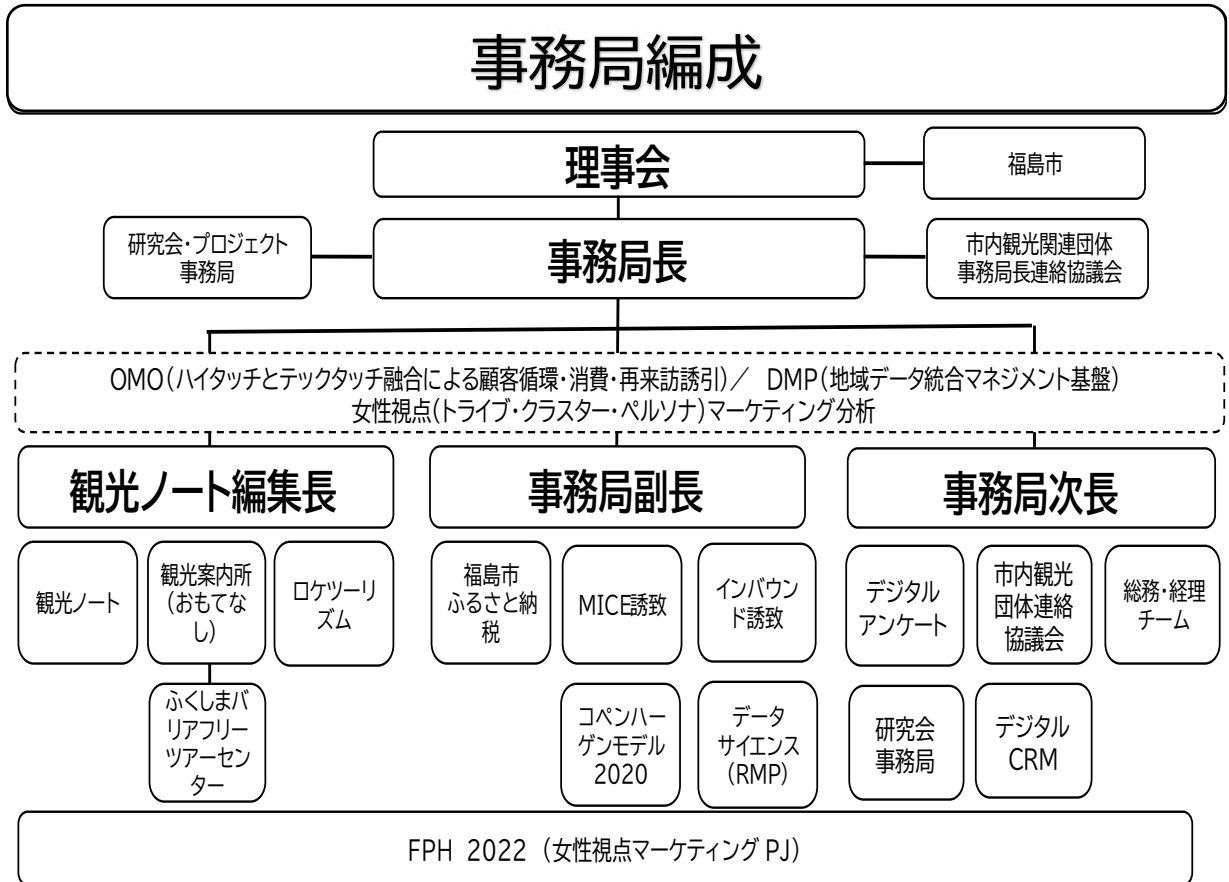 事務局編成
理事会
福島市
研究会・プロジェクト
事務局
事務局長
市内観光関連団体
事務局長連絡協議会
OMO(ハイタッチとテックタッチ融合による顧客循環・消費・再来訪誘引)／ DMP(地域データ統合マネジメント基盤)
女性視点(トライブ・クラスター・ペルソナ)マーケティング分析
観光ノート編集長
事務局副長
事務局次長
観光ノート
観光案内所
(おもてな
し)
ロケツーリ
ズム
福島市
ふるさと納
税
MICE誘致
インバウン
ド誘致
デジタル
アンケート
市内観光
団体連絡
協議会
総務・経理
チーム
ふくしまバ
リアフリー
ツアーセン
ター
コペンハー
ゲンモデル
2020
データ
サイエンス
(RMP)
研究会
事務局
デジタル
CRM
FPH 2022 (女性視点マーケティング PJ)